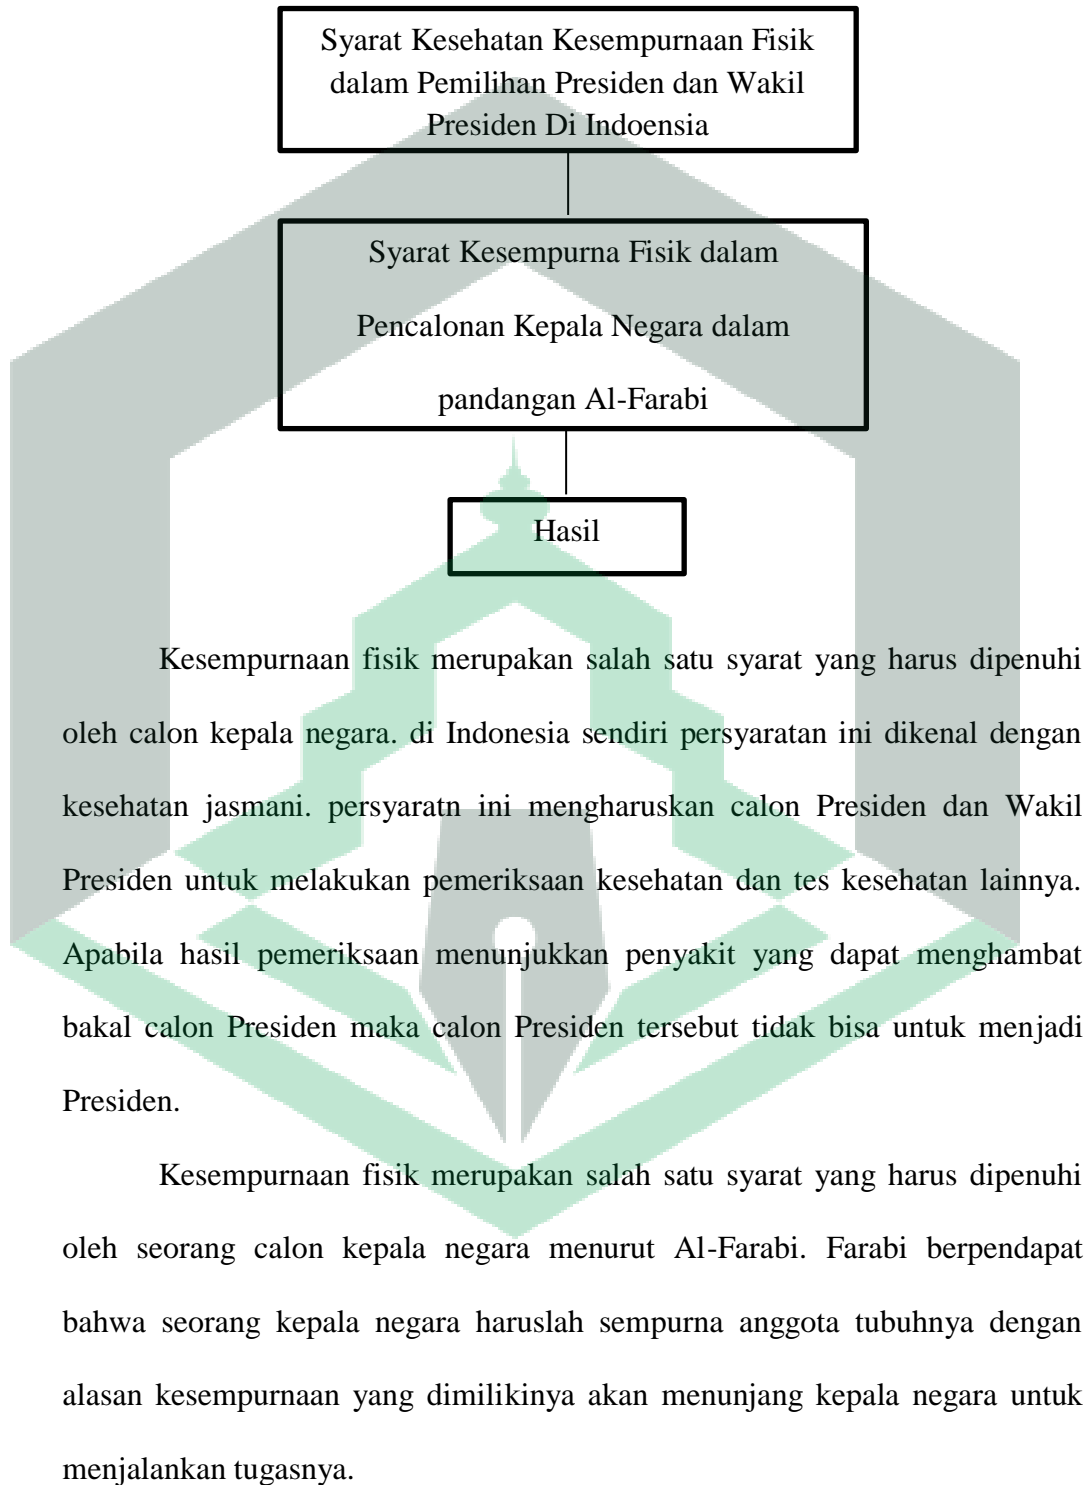 Syarat Kesehatan Kesempurnaan Fisik
dalam Pemilihan Presiden dan Wakil
Presiden Di Indoensia
Syarat Kesempurna Fisik dalam
Pencalonan Kepala Negara dalam
pandangan Al-Farabi
Hasil
Kesempurnaan fisik merupakan salah satu syarat yang harus dipenuhi
oleh calon kepala negara. di Indonesia sendiri persyaratan ini dikenal dengan
kesehatan jasmani. persyaratn ini mengharuskan calon Presiden dan Wakil
Presiden untuk melakukan pemeriksaan kesehatan dan tes kesehatan lainnya.
Apabila hasil pemeriksaan menunjukkan penyakit yang dapat menghambat
bakal calon Presiden maka calon Presiden tersebut tidak bisa untuk menjadi
Presiden.
Kesempurnaan fisik merupakan salah satu syarat yang harus dipenuhi
oleh seorang calon kepala negara menurut Al-Farabi. Farabi berpendapat
bahwa seorang kepala negara haruslah sempurna anggota tubuhnya dengan
alasan kesempurnaan yang dimilikinya akan menunjang kepala negara untuk
menjalankan tugasnya.